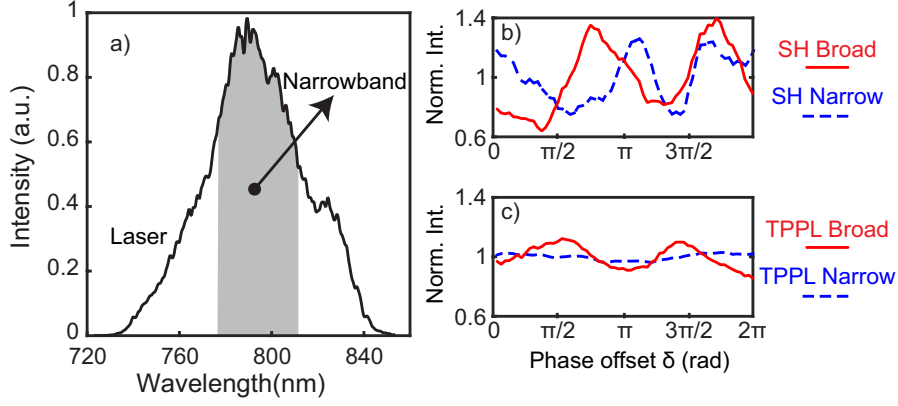 a)
Narrowband
Laser
Intensity (a.u.)
1
0.8
0.6
0.4
0.2
0
720
760
800
840
Wavelength(nm)
b)
Norm. Int.
1.4
1
0.6
0
π/2
π
3π/2
2π
SH Broad
SH Narrow
c)
Norm. Int.
1.4
1
0.6
0
π/2
π
3π/2
2π
Phase offset δ (rad)
TPPL Broad
TPPL Narrow